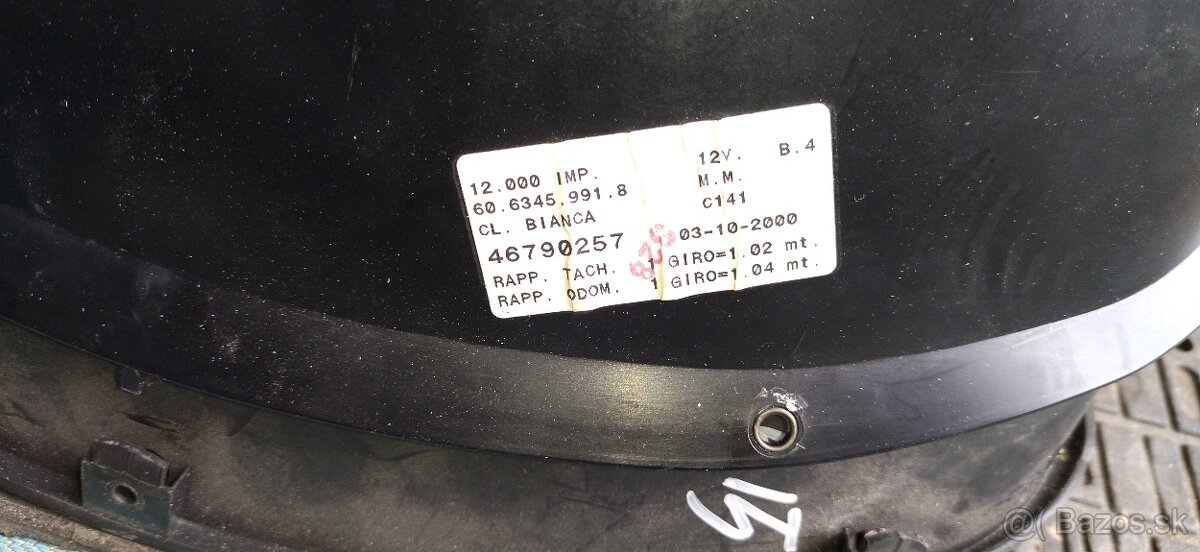 12.000 IMP. 12V. B.4
60.6345.991.8 M.M.
CL. BIANCA C141
46790257 03-10-2000
RAPP. TACH. 1 GIRO=1.02 mt.
RAPP. ODOM. 1 GIRO=1.04 mt.
@( Bazos.sk